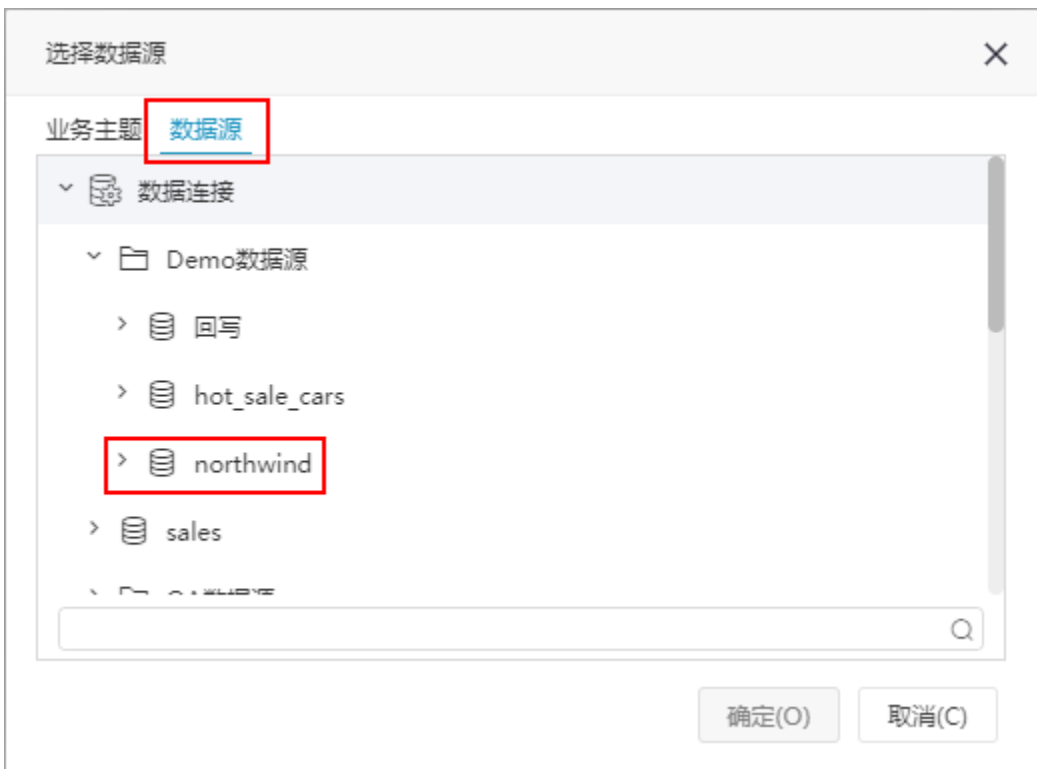 选择数据源
业务主题 数据源
数据连接
Demo数据源
回写
hot_sale_cars
northwind
sales
确定(O) 取消(C)